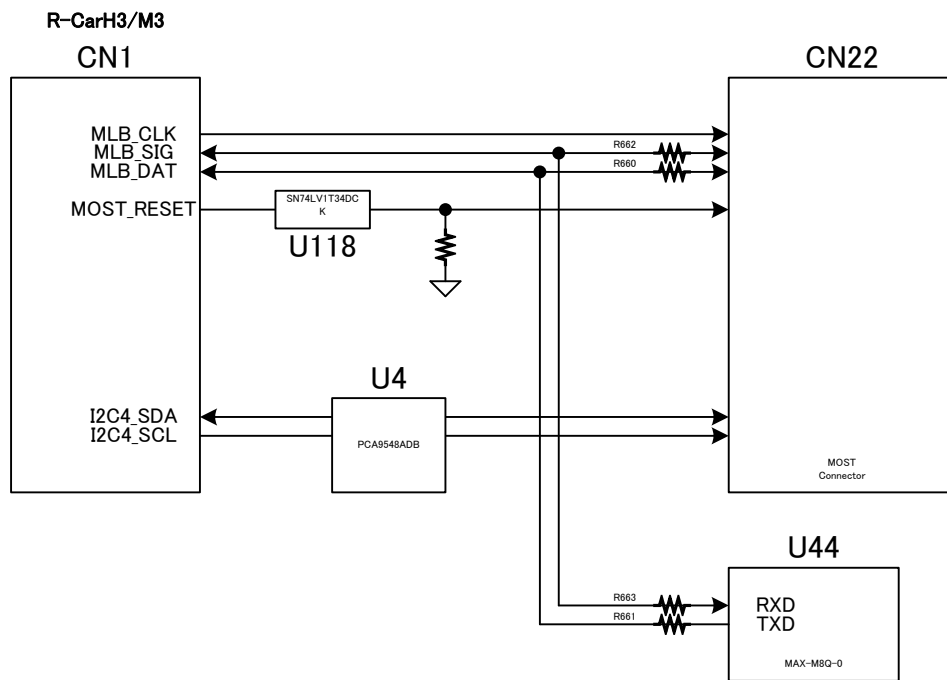 R-CarH3/M3
CN1
CN22
MLB_CLK
MLB_SIG
MLB_DAT
R662
R660
MOST_RESET
SN74LV1T34DC
K
U118
U4
I2C4_SDA
I2C4_SCL
PCA9548ADB
MOST
Connector
U44
R663
R661
RXD
TXD
MAX-M8Q-0